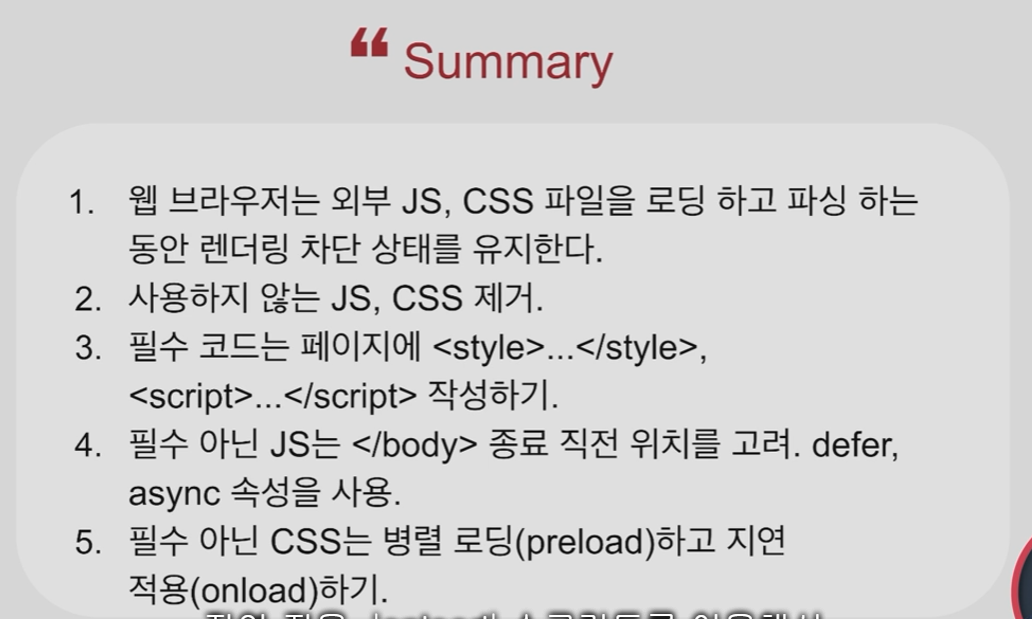 ❝ Summary
1. 웹 브라우저는 외부 JS, CSS 파일을 로딩 하고 파싱 하는
동안 렌더링 차단 상태를 유지한다.
2. 사용하지 않는 JS, CSS 제거.
3. 필수 코드는 페이지에 <style>...</style>,
<script>...</script> 작성하기.
4. 필수 아닌 JS는 </body> 종료 직전 위치를 고려. defer,
async 속성을 사용.
5. 필수 아닌 CSS는 병렬 로딩(preload)하고 지연
적용(onload)하기.